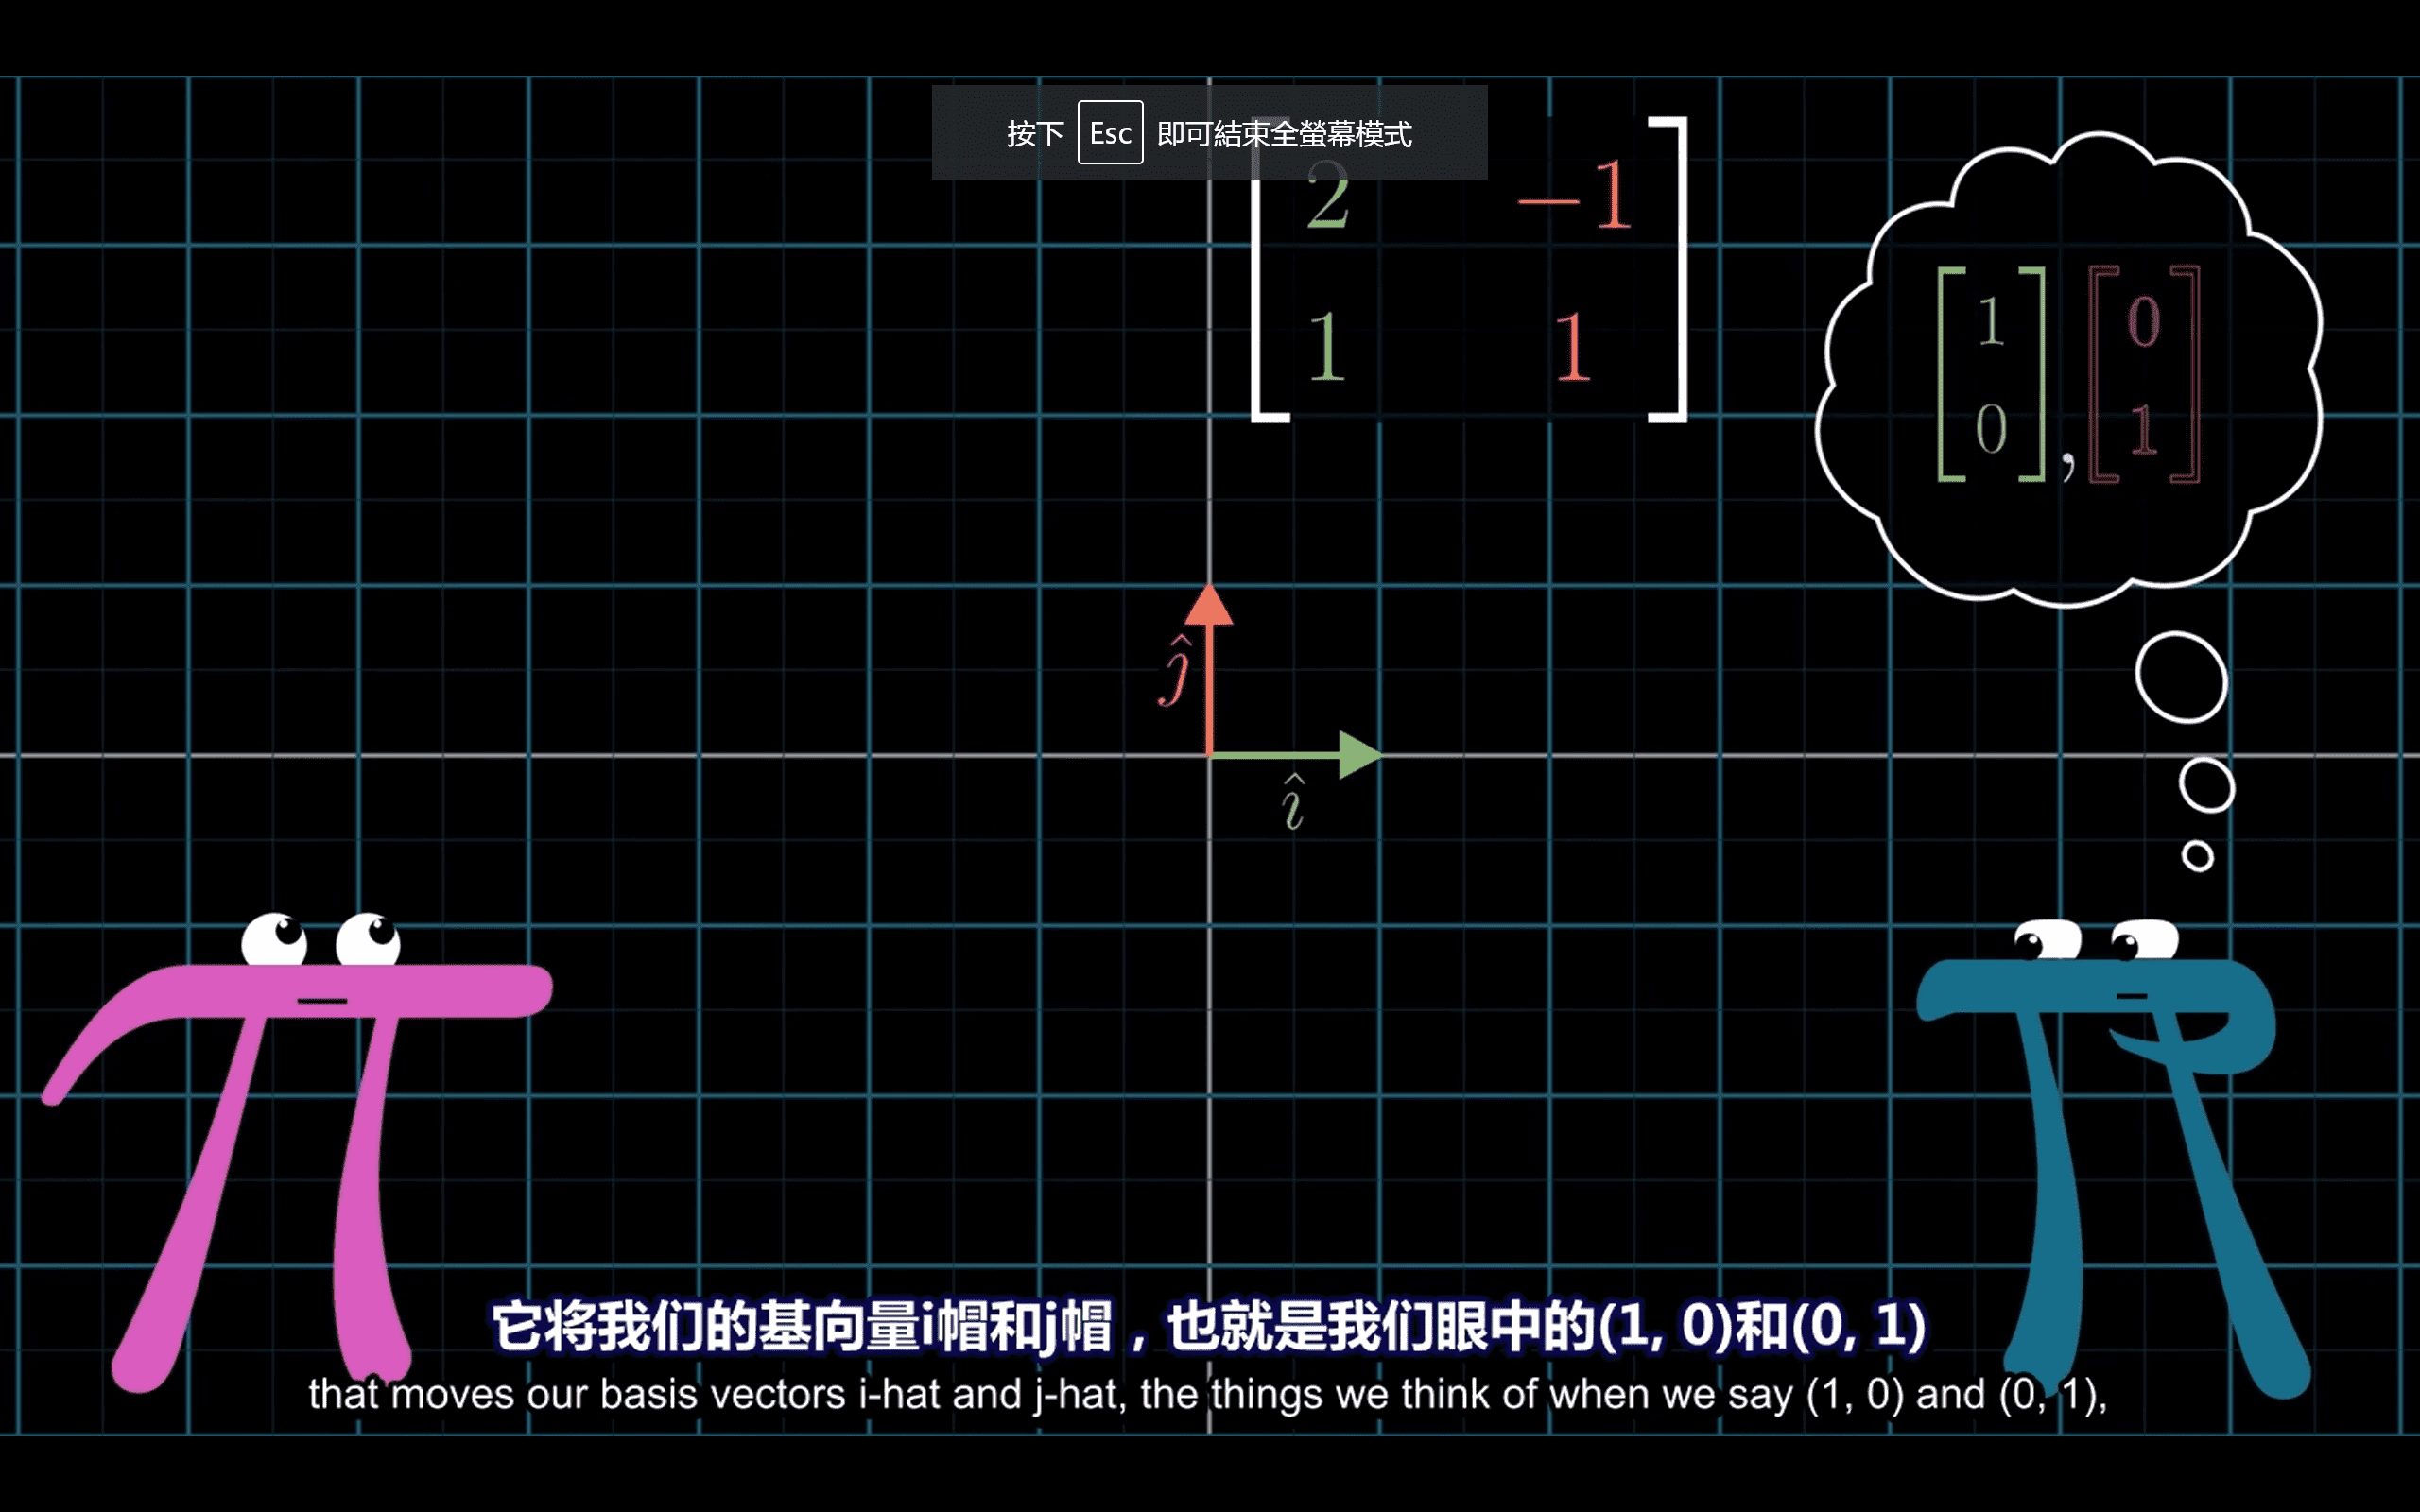 按下 Esc 即可結束全螢幕模式
2 −1
1 1
1 0
0 , 1
ĵ
î
它将我们的基向量i帽和j帽，也就是我们眼中的(1, 0)和(0, 1)
that moves our basis vectors i-hat and j-hat, the things we think of when we say (1, 0) and (0, 1),